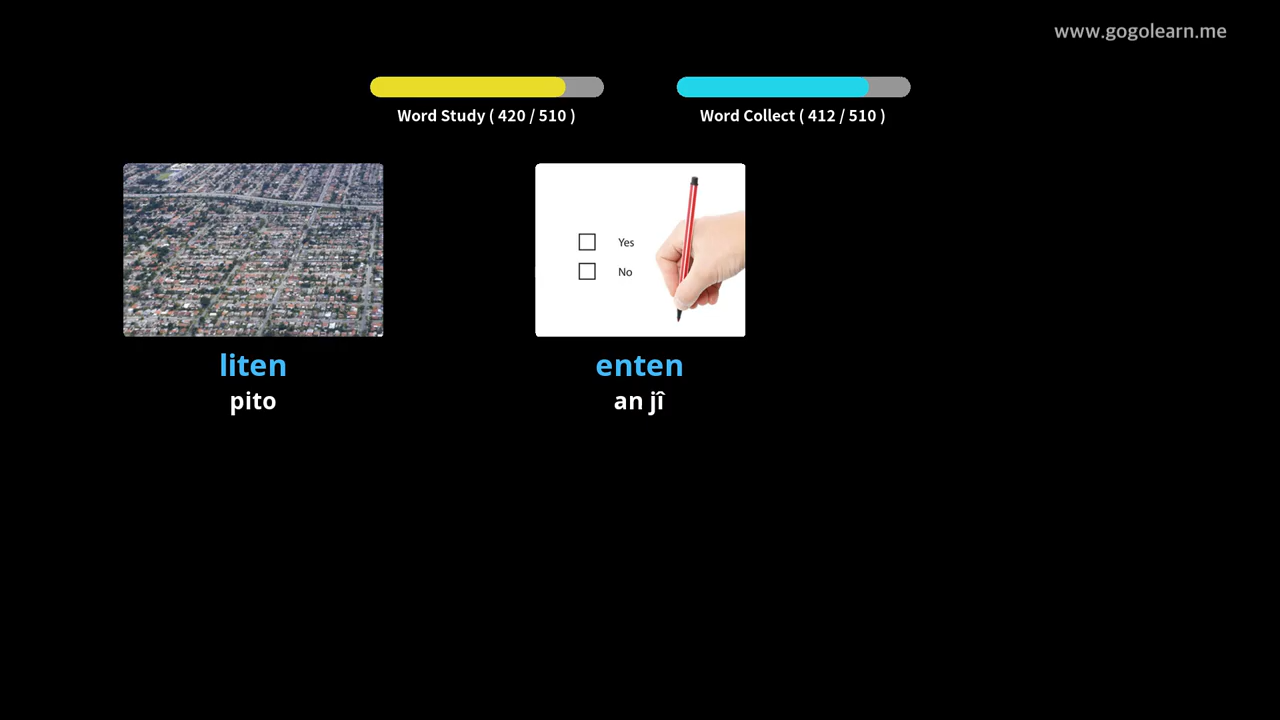 www.gogolearn.me
Word Study ( 420 / 510 )
Word Collect ( 412 / 510 )
Yes
No
liten
pito
enten
an jî